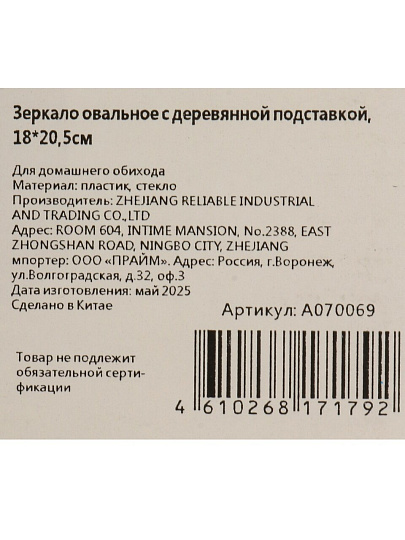 Зеркало овальное с деревянной подставкой,
18*20,5см
Для домашнего обихода
Материал: пластик, стекло
Производитель: ZHEJIANG RELIABLE INDUSTRIAL
AND TRADING CO.,LTD
Адрес: ROOM 604, INTIME MANSION, No.2388, EAST
ZHONGSHAN ROAD, NINGBO CITY, ZHEJIANG
мпортер: ООО «ПРАЙМ». Адрес: Россия, г.Воронеж,
ул.Волгоградская, д.32, оф.3
Дата изготовления: май 2025
Сделано в Китае
Артикул: А070069
Товар не подлежит
обязательной серти-
фикации
4 610268 171792